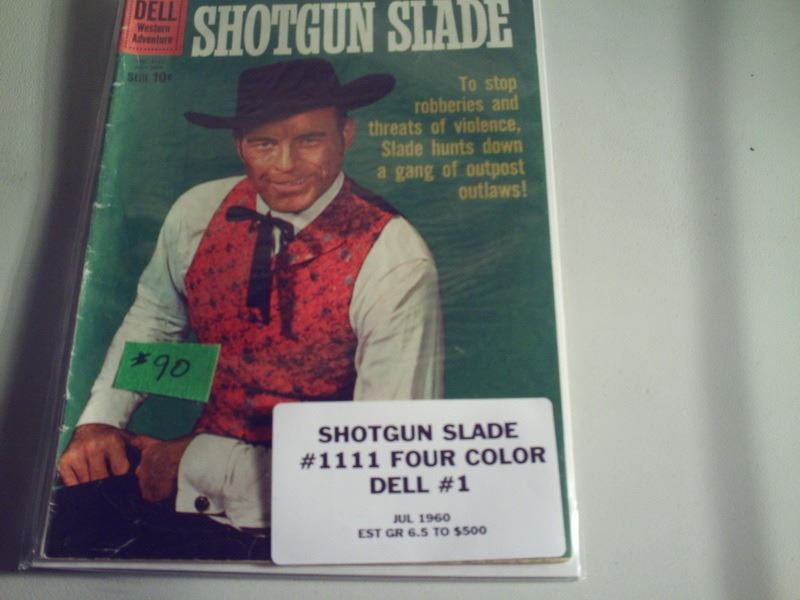 DELL
Western
Adventure
SHOTGUN SLADE
Still 10¢
To stop
robberies and
threats of violence,
Slade hunts down
a gang of outpost
outlaws!
#90
SHOTGUN SLADE
#1111 FOUR COLOR
DELL #1
JUL 1960
EST GR 6.5 TO $500